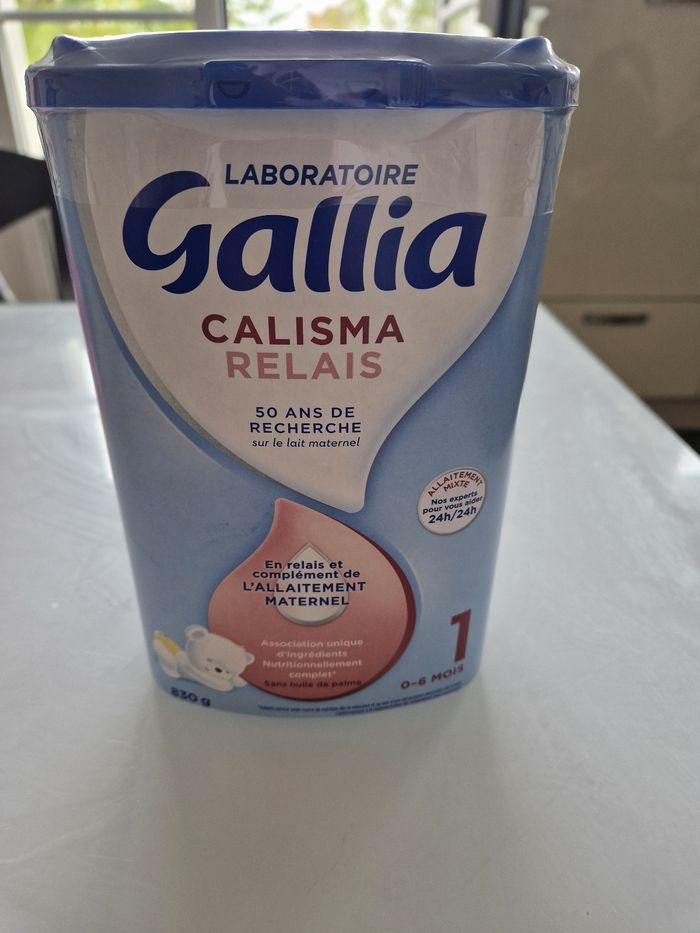 LABORATOIRE
Gallia
CALISMA
RELAIS
50 ANS DE
RECHERCHE
sur le lait maternel
ALLAITEMENT
MIXTE
Nos experts
pour vous aider
24h/24h
En relais et
complément de
L'ALLAITEMENT
MATERNEL
Association unique
d'ingrédients
Nutritionnellement
complet*
Sans huile de palme
1
0-6 MOIS
830 g